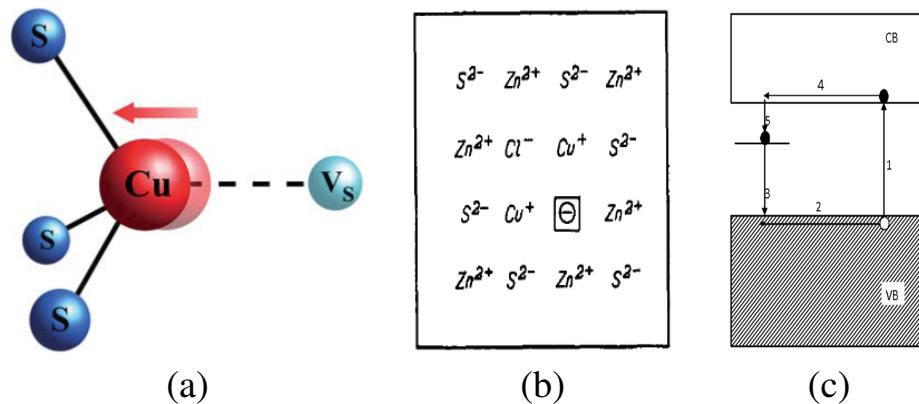 S
Cu
V_S
S
S
(a)
S²⁻ Zn²⁺ S²⁻ Zn²⁺
Zn²⁺ Cl⁻ Cu⁺ S²⁻
S²⁻ Cu⁺ ⊖ Zn²⁺
Zn²⁺ S²⁻ Zn²⁺ S²⁻
(b)
CB
4
5
1
3
2
VB
(c)